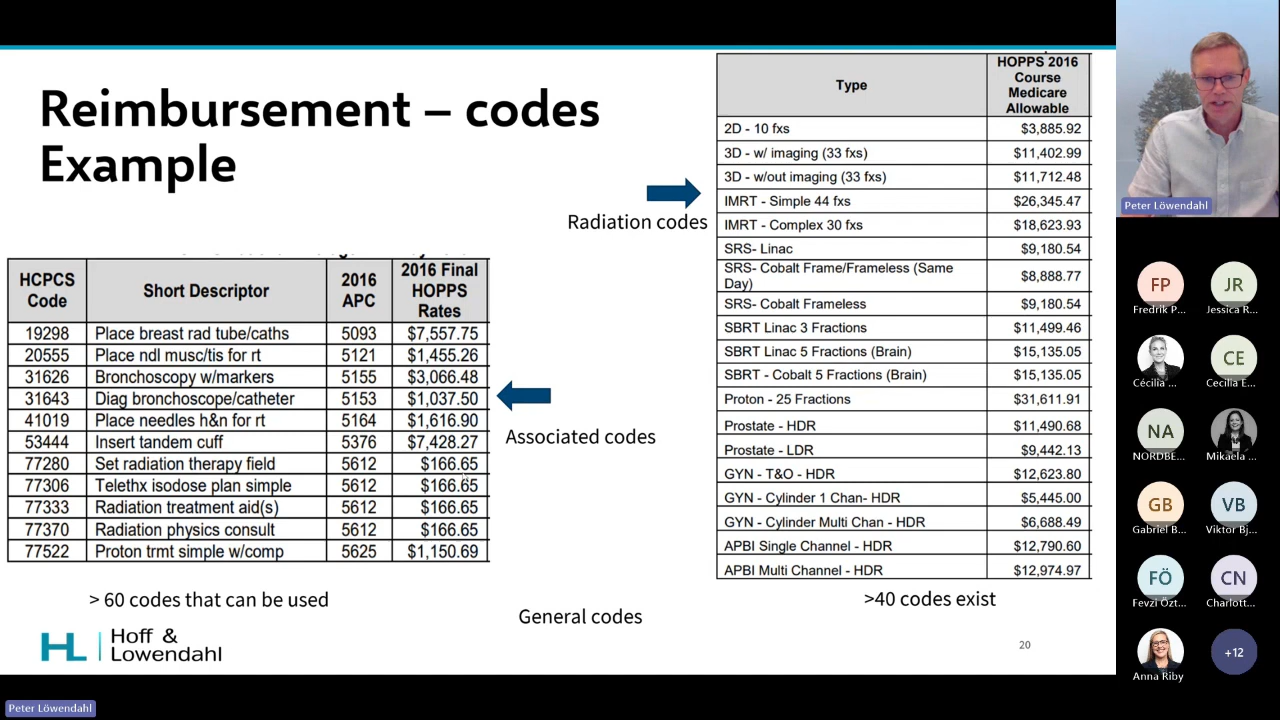 Reimbursement – codes
Example
Radiation codes
HCPCS Code Short Descriptor 2016 APC 2016 Final HOPPS Rates
19298 Place breast rad tube/caths 5093 $7,557.75
20555 Place ndl musc/tis for rt 5121 $1,455.26
31626 Bronchoscopy w/markers 5155 $3,066.48
31643 Diag bronchoscope/catheter 5153 $1,037.50
41019 Place needles h&n for rt 5164 $1,616.90
53444 Insert tandem cuff 5376 $7,428.27
77280 Set radiation therapy field 5612 $166.65
77306 Telethx isodose plan simple 5612 $166.65
77333 Radiation treatment aid(s) 5612 $166.65
77370 Radiation physics consult 5612 $166.65
77522 Proton trmt simple w/comp 5625 $1,150.69
Associated codes
> 60 codes that can be used
General codes
Type HOPPS 2016 Course Medicare Allowable
2D - 10 fxs $3,885.92
3D - w/ imaging (33 fxs) $11,402.99
3D - w/out imaging (33 fxs) $11,712.48
IMRT - Simple 44 fxs $26,345.47
IMRT - Complex 30 fxs $18,623.93
SRS- Linac $9,180.54
SRS- Cobalt Frame/Frameless (Same Day) $8,888.77
SRS- Cobalt Frameless $9,180.54
SBRT Linac 3 Fractions $11,499.46
SBRT Linac 5 Fractions (Brain) $15,135.05
SBRT - Cobalt 5 Fractions (Brain) $15,135.05
Proton - 25 Fractions $31,611.91
Prostate - HDR $11,490.68
Prostate - LDR $9,442.13
GYN - T&O - HDR $12,623.80
GYN - Cylinder 1 Chan- HDR $5,445.00
GYN - Cylinder Multi Chan - HDR $6,688.49
APBI Single Channel - HDR $12,790.60
APBI Multi Channel - HDR $12,974.97
>40 codes exist
HL Hoff &
Lowendahl
20
Peter Löwendahl
FP JR
Fredrik P... Jessica R...
CE
Cécilia ... Cecilia E...
NA
NORDBE... Mikaela ...
GB VB
Gabriel B... Viktor Bj...
FÖ CN
Fevzi Özt... Charlott...
+12
Anna Riby
Peter Löwendahl